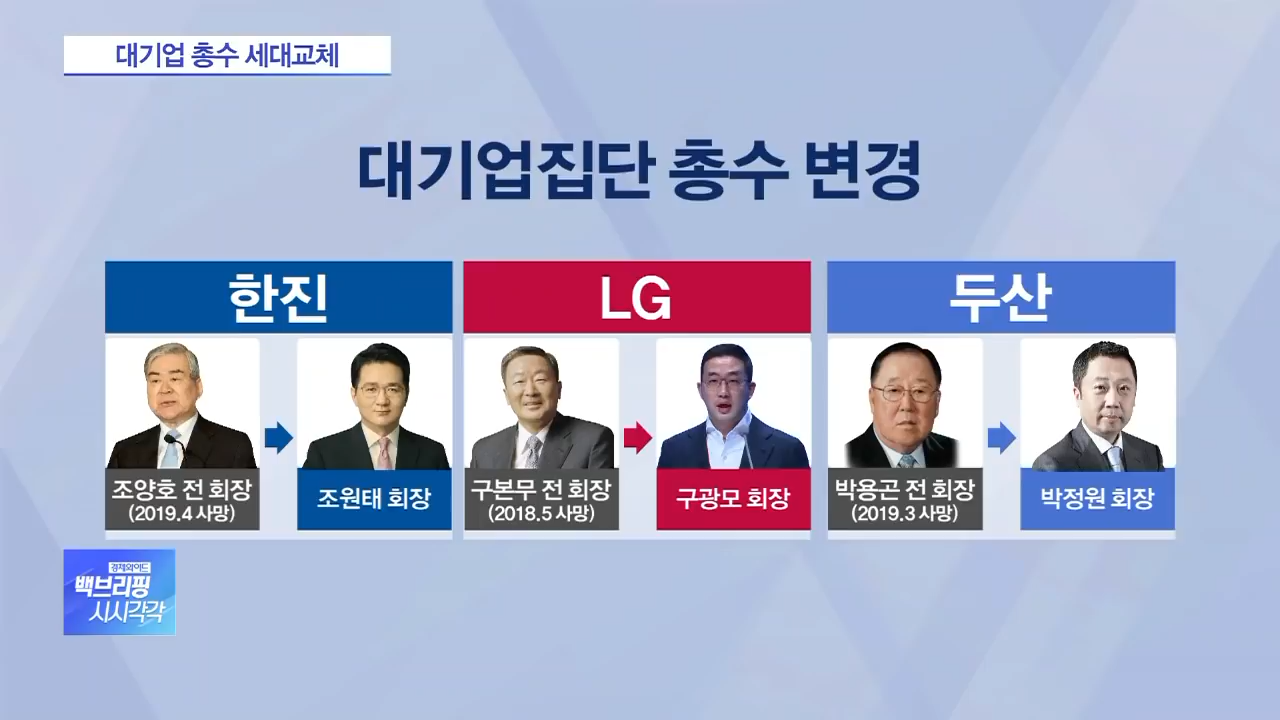 대기업 총수 세대교체
대기업집단 총수 변경
한진
LG
두산
조양호 전 회장
(2019.4 사망)
조원태 회장
구본무 전 회장
(2018.5 사망)
구광모 회장
박용곤 전 회장
(2019.3 사망)
박정원 회장
경제와이드
백브리핑
시시각각